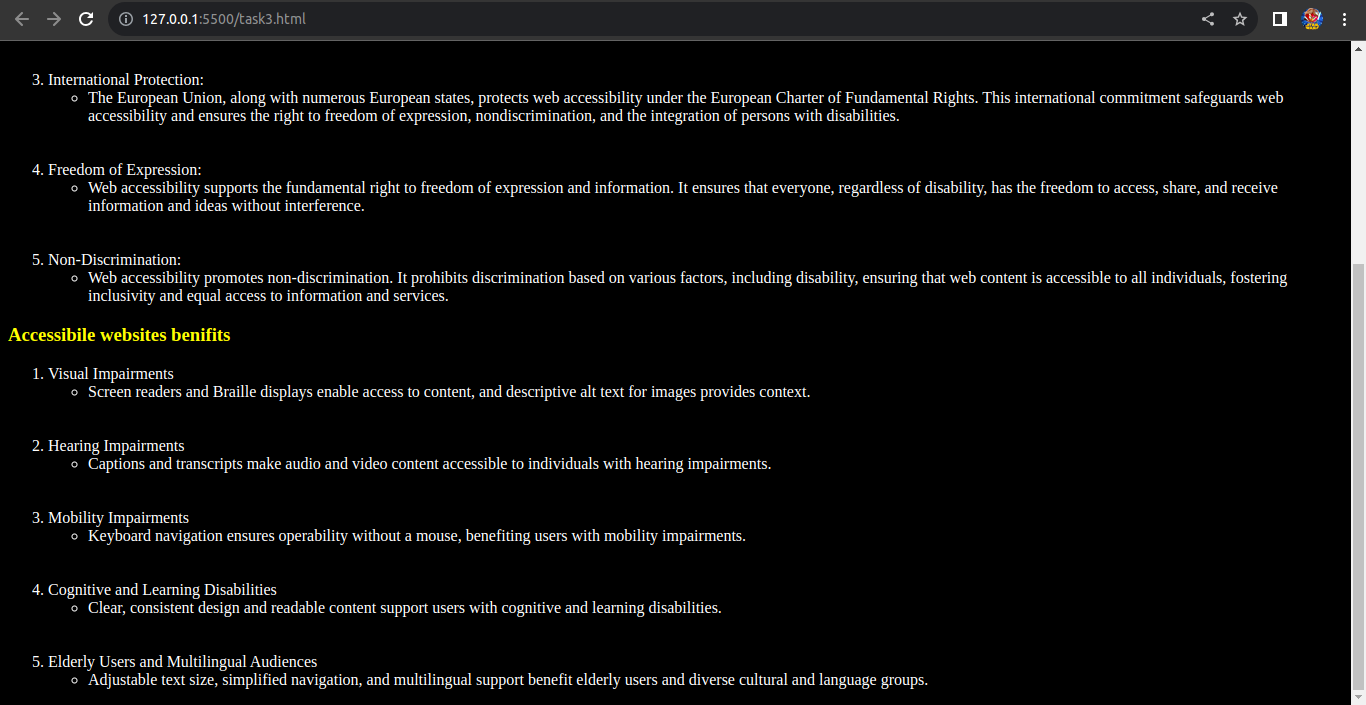 127.0.0.1:5500/task3.html
3. International Protection:
The European Union, along with numerous European states, protects web accessibility under the European Charter of Fundamental Rights. This international commitment safeguards web
accessibility and ensures the right to freedom of expression, nondiscrimination, and the integration of persons with disabilities.
4. Freedom of Expression:
Web accessibility supports the fundamental right to freedom of expression and information. It ensures that everyone, regardless of disability, has the freedom to access, share, and receive
information and ideas without interference.
5. Non-Discrimination:
Web accessibility promotes non-discrimination. It prohibits discrimination based on various factors, including disability, ensuring that web content is accessible to all individuals, fostering
inclusivity and equal access to information and services.
Accessibile websites benifits
1. Visual Impairments
Screen readers and Braille displays enable access to content, and descriptive alt text for images provides context.
2. Hearing Impairments
Captions and transcripts make audio and video content accessible to individuals with hearing impairments.
3. Mobility Impairments
Keyboard navigation ensures operability without a mouse, benefiting users with mobility impairments.
4. Cognitive and Learning Disabilities
Clear, consistent design and readable content support users with cognitive and learning disabilities.
5. Elderly Users and Multilingual Audiences
Adjustable text size, simplified navigation, and multilingual support benefit elderly users and diverse cultural and language groups.